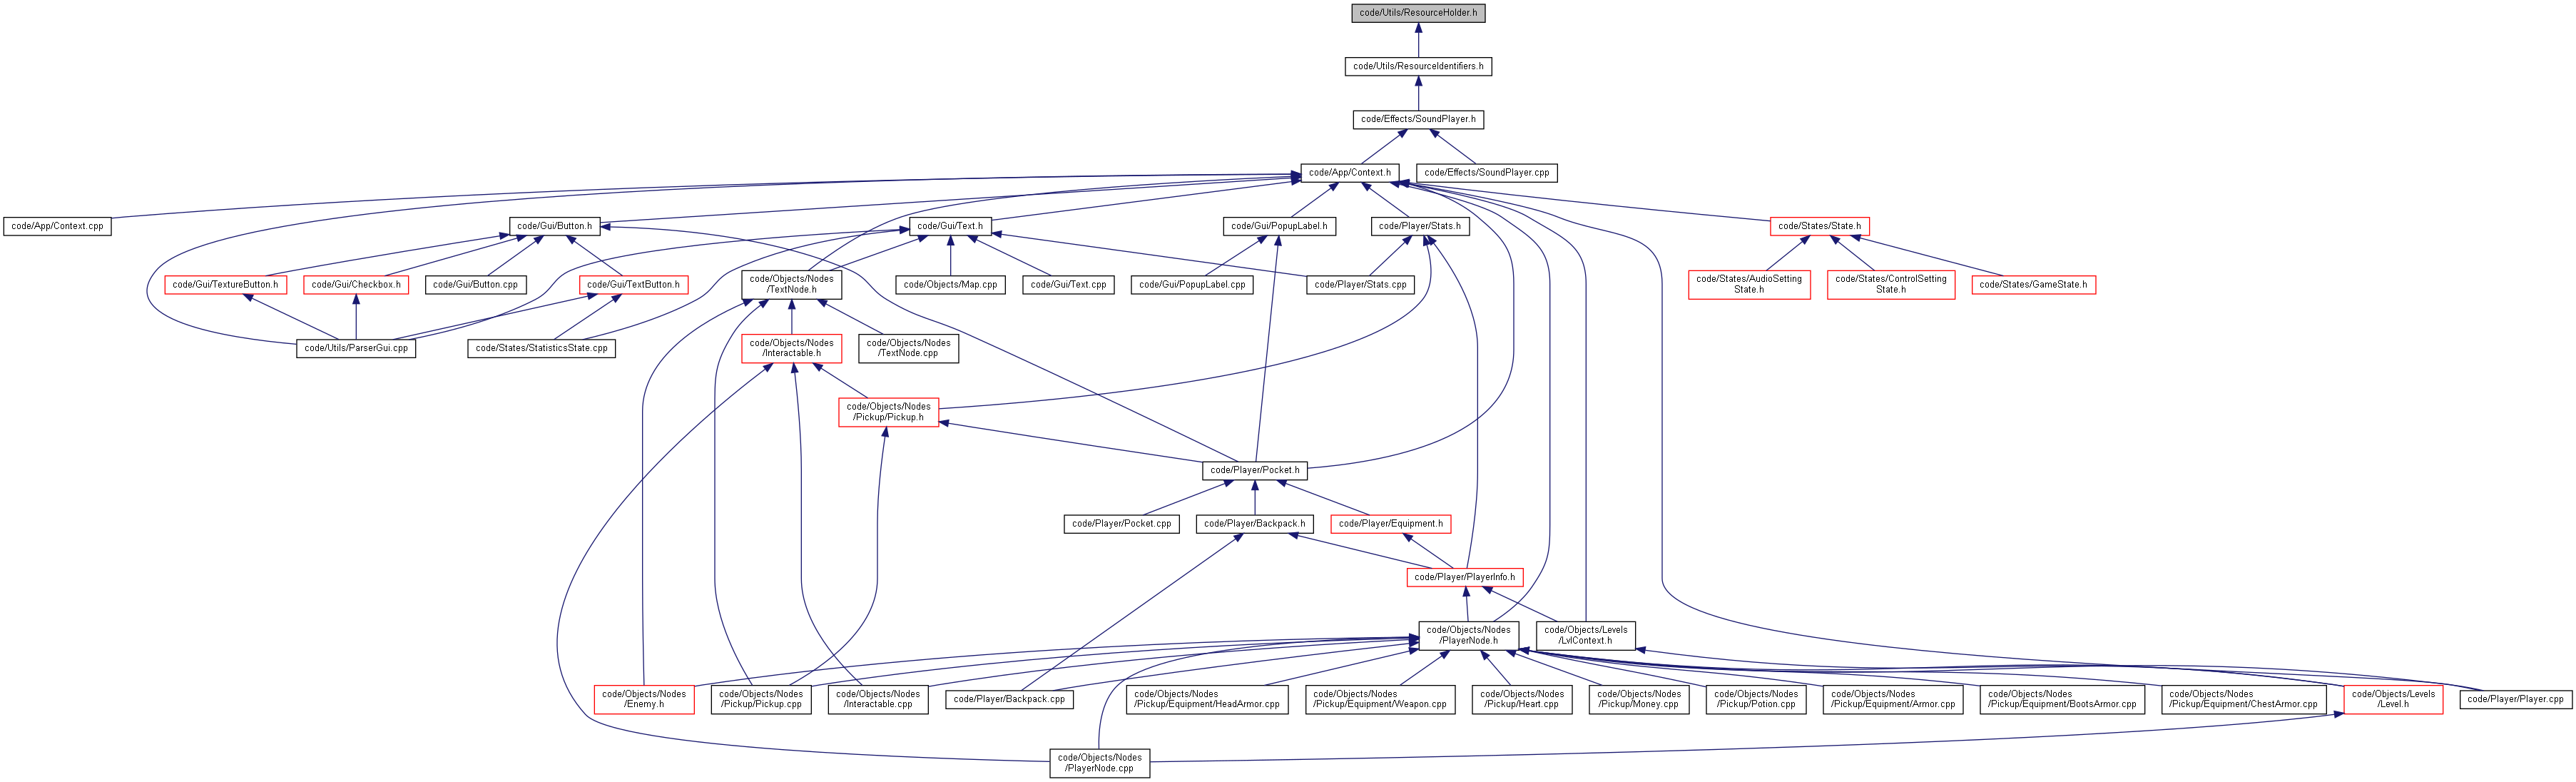 code/Utils/ResourceHolder.h
code/Utils/ResourceIdentifiers.h
code/Effects/SoundPlayer.h
code/App/Context.h
code/Effects/SoundPlayer.cpp
code/App/Context.cpp
code/Gui/Button.h
code/Gui/Text.h
code/Gui/PopupLabel.h
code/Player/Stats.h
code/States/State.h
code/Gui/TextureButton.h
code/Gui/Checkbox.h
code/Gui/Button.cpp
code/Gui/TextButton.h
code/Objects/Nodes
/TextNode.h
code/Objects/Map.cpp
code/Gui/Text.cpp
code/Gui/PopupLabel.cpp
code/Player/Stats.cpp
code/States/AudioSetting
State.h
code/States/ControlSetting
State.h
code/States/GameState.h
code/Utils/ParserGui.cpp
code/States/StatisticsState.cpp
code/Objects/Nodes
/Interactable.h
code/Objects/Nodes
/TextNode.cpp
code/Objects/Nodes
/Pickup/Pickup.h
code/Player/Pocket.h
code/Player/Pocket.cpp
code/Player/Backpack.h
code/Player/Equipment.h
code/Player/PlayerInfo.h
code/Objects/Nodes
/PlayerNode.h
code/Objects/Levels
/LvlContext.h
code/Objects/Nodes
/Enemy.h
code/Objects/Nodes
/Pickup/Pickup.cpp
code/Objects/Nodes
/Interactable.cpp
code/Player/Backpack.cpp
code/Objects/Nodes
/Pickup/Equipment/HeadArmor.cpp
code/Objects/Nodes
/Pickup/Equipment/Weapon.cpp
code/Objects/Nodes
/Pickup/Heart.cpp
code/Objects/Nodes
/Pickup/Money.cpp
code/Objects/Nodes
/Pickup/Potion.cpp
code/Objects/Nodes
/Pickup/Equipment/Armor.cpp
code/Objects/Nodes
/Pickup/Equipment/BootsArmor.cpp
code/Objects/Nodes
/Pickup/Equipment/ChestArmor.cpp
code/Objects/Levels
/Level.h
code/Player/Player.cpp
code/Objects/Nodes
/PlayerNode.cpp